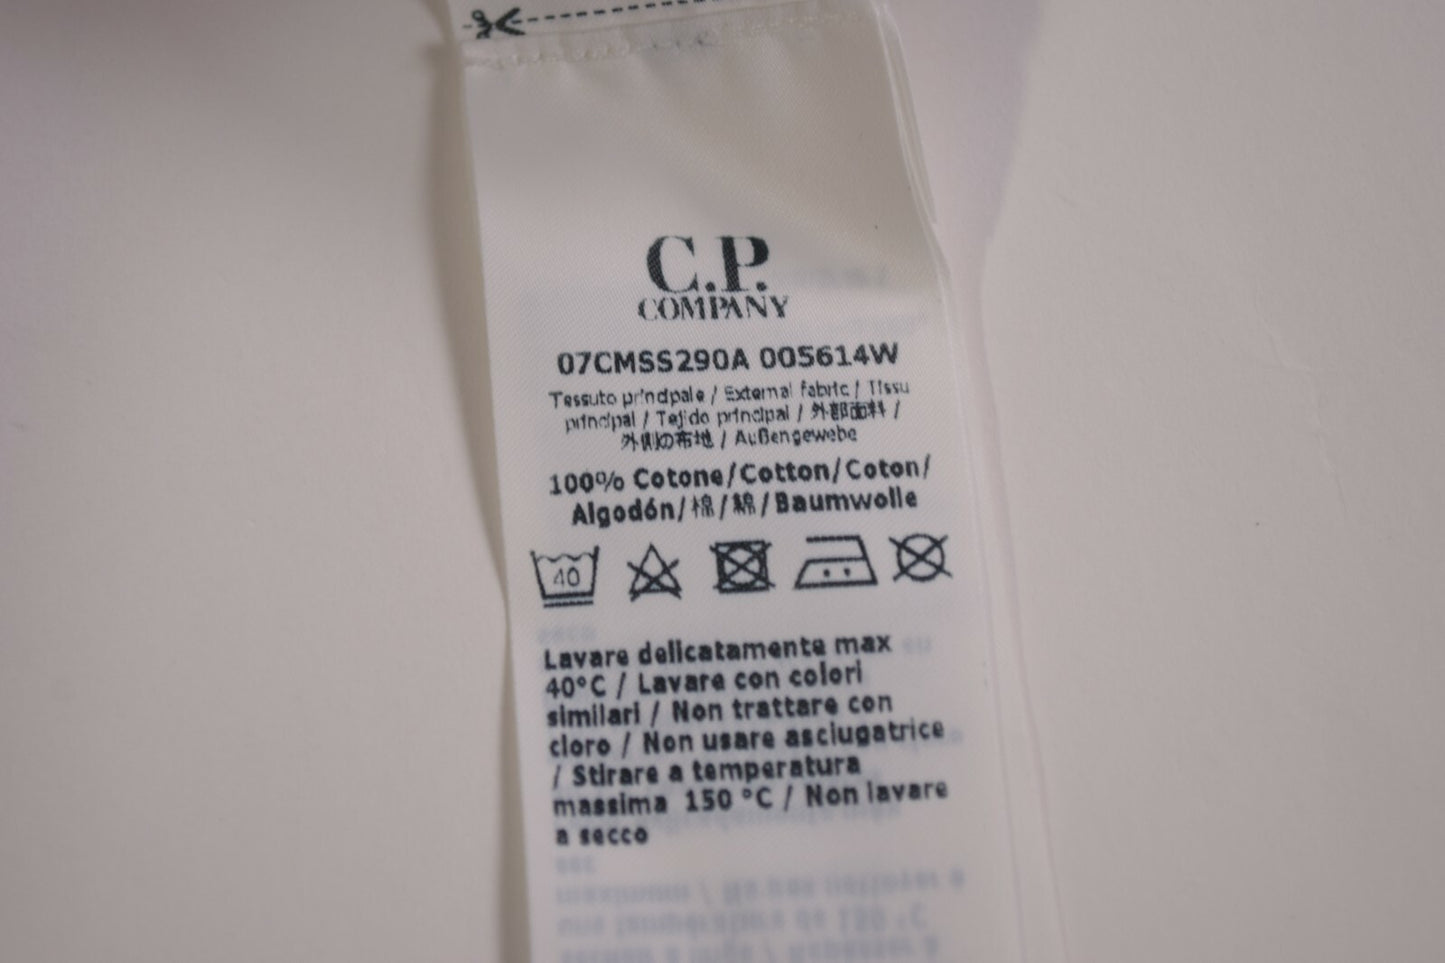 C.P.
COMPANY
07CMSS290A 005614W
Tessuto principale / External fabric / Tissu
principal / Tejido principal / 外部面料 /
外側の布地 / Außengewebe
100% Cotone/Cotton/Coton/
Algodón/棉/綿/Baumwolle
40
Lavare delicatamente max
40°C / Lavare con colori
similari / Non trattare con
cloro / Non usare asciugatrice
/ Stirare a temperatura
massima 150 °C / Non lavare
a secco